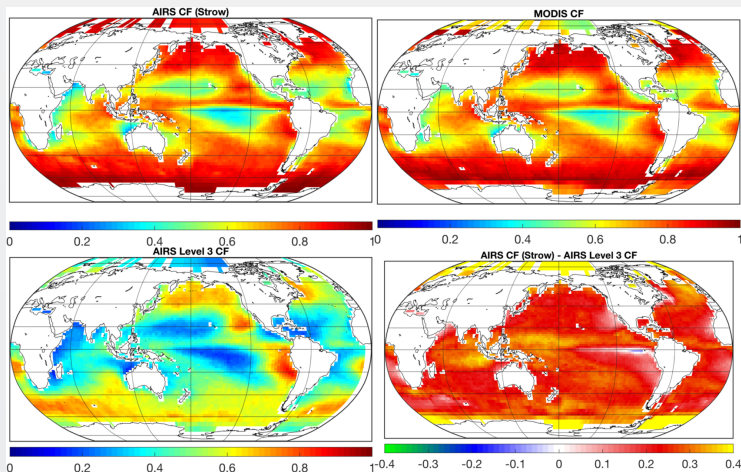 AIRS CF (Strow)
MODIS CF
0 0.2 0.4 0.6 0.8 1
0 0.2 0.4 0.6 0.8 1
AIRS Level 3 CF
AIRS CF (Strow) - AIRS Level 3 CF
0 0.2 0.4 0.6 0.8 1
-0.4 -0.3 -0.2 -0.1 0 0.1 0.2 0.3 0.4